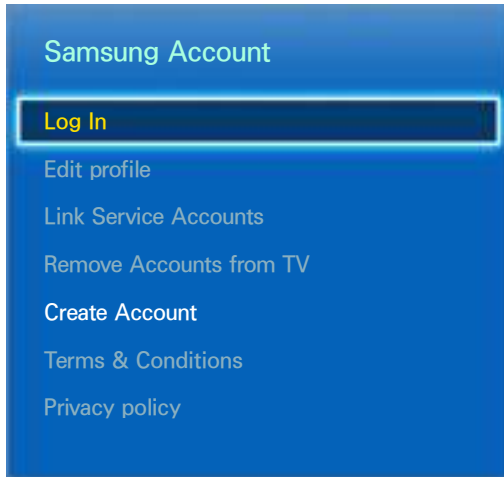 Samsung Account
Log In
Edit profile
Link Service Accounts
Remove Accounts from TV
Create Account
Terms & Conditions
Privacy policy